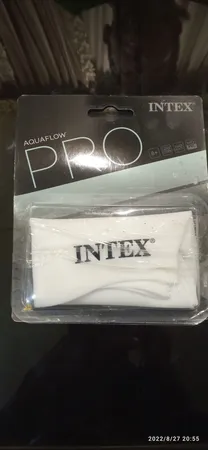 INTEX
AQUAFLOW
PRO
INTEX
2022/8/27 20:55